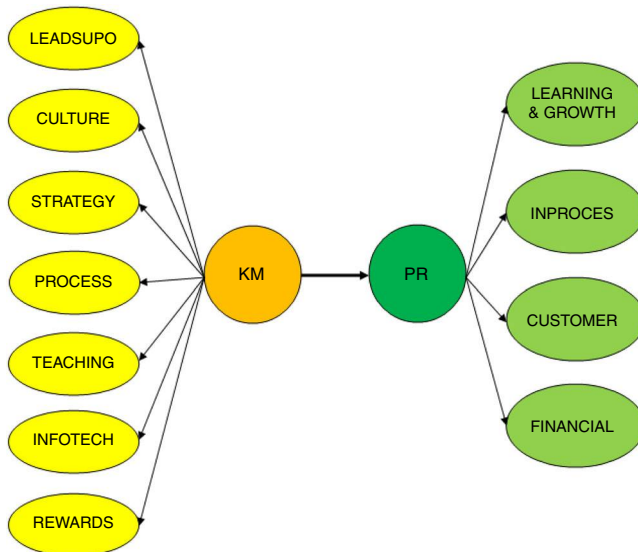 LEADSUPO
CULTURE
STRATEGY
PROCESS
TEACHING
INFOTECH
REWARDS
KM
PR
LEARNING
& GROWTH
INPROCES
CUSTOMER
FINANCIAL